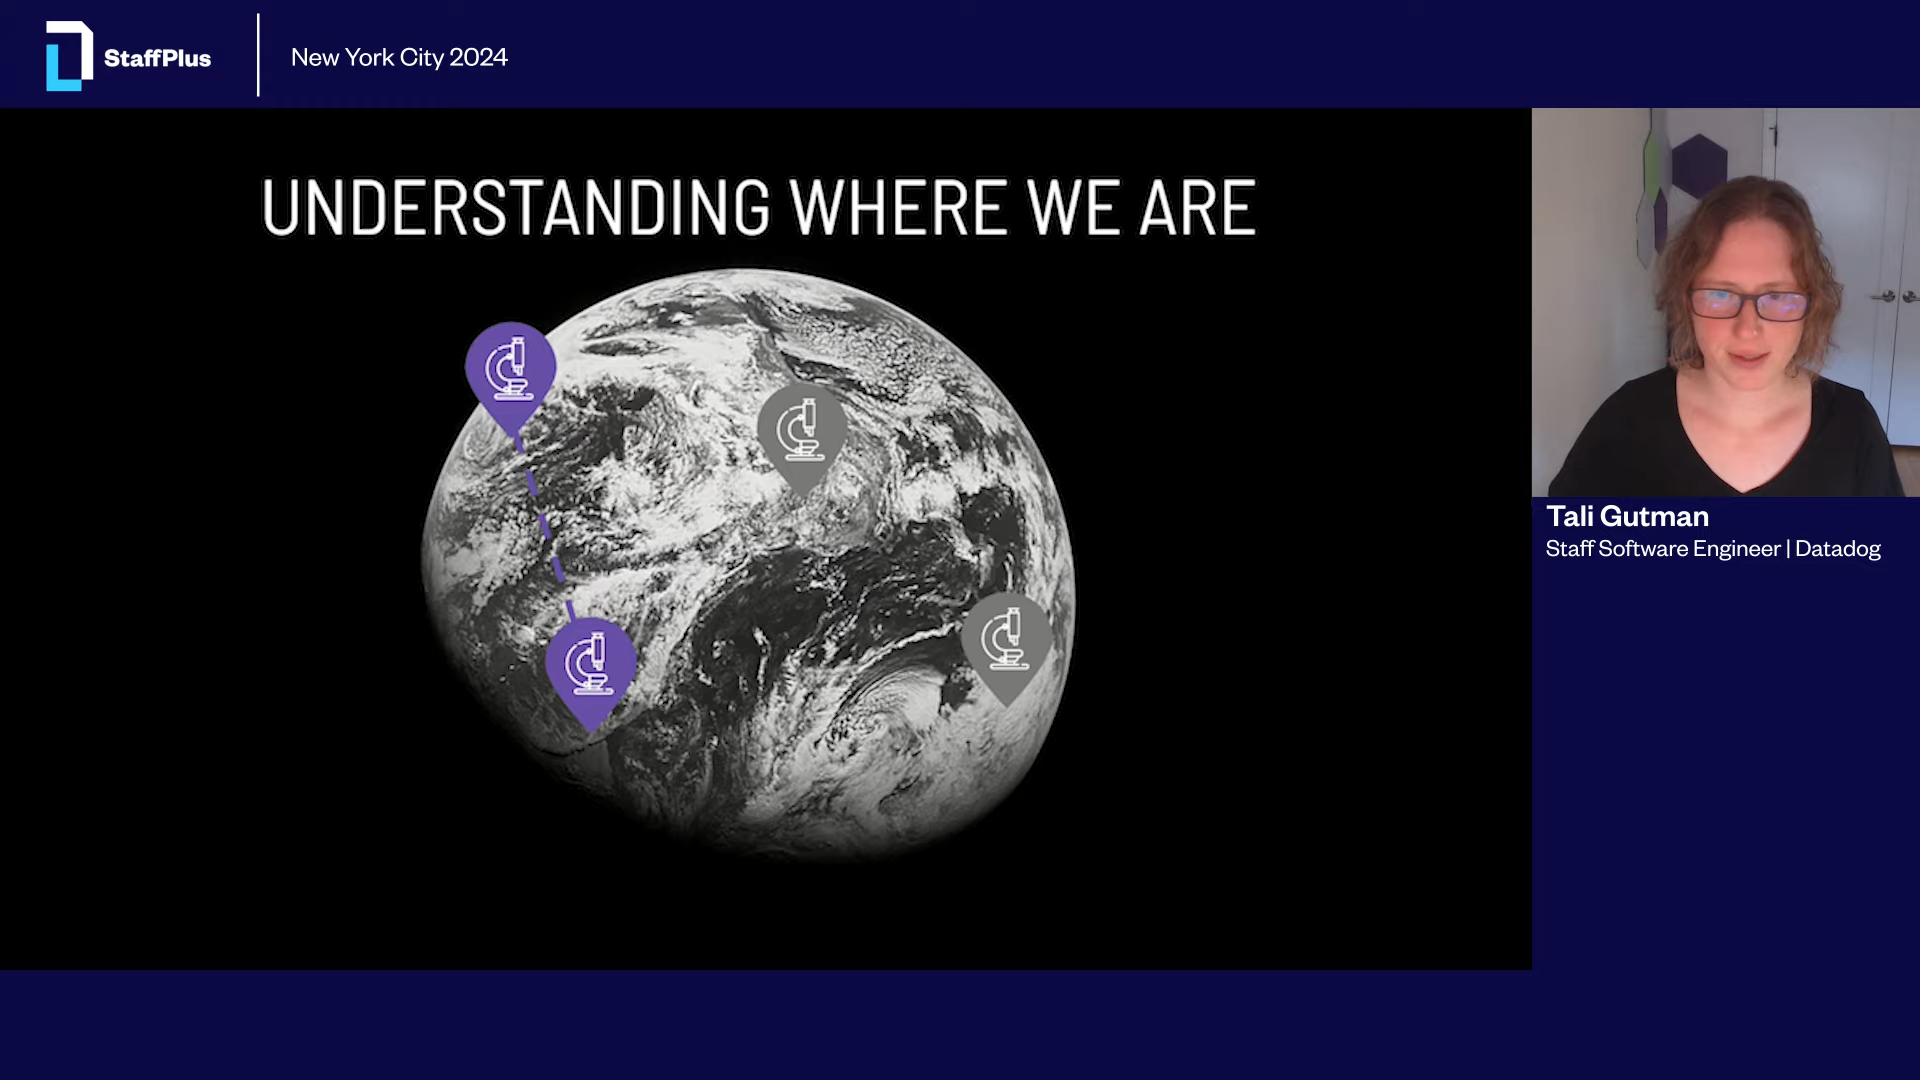 StaffPlus
New York City 2024
UNDERSTANDING WHERE WE ARE
Tali Gutman
Staff Software Engineer | Datadog